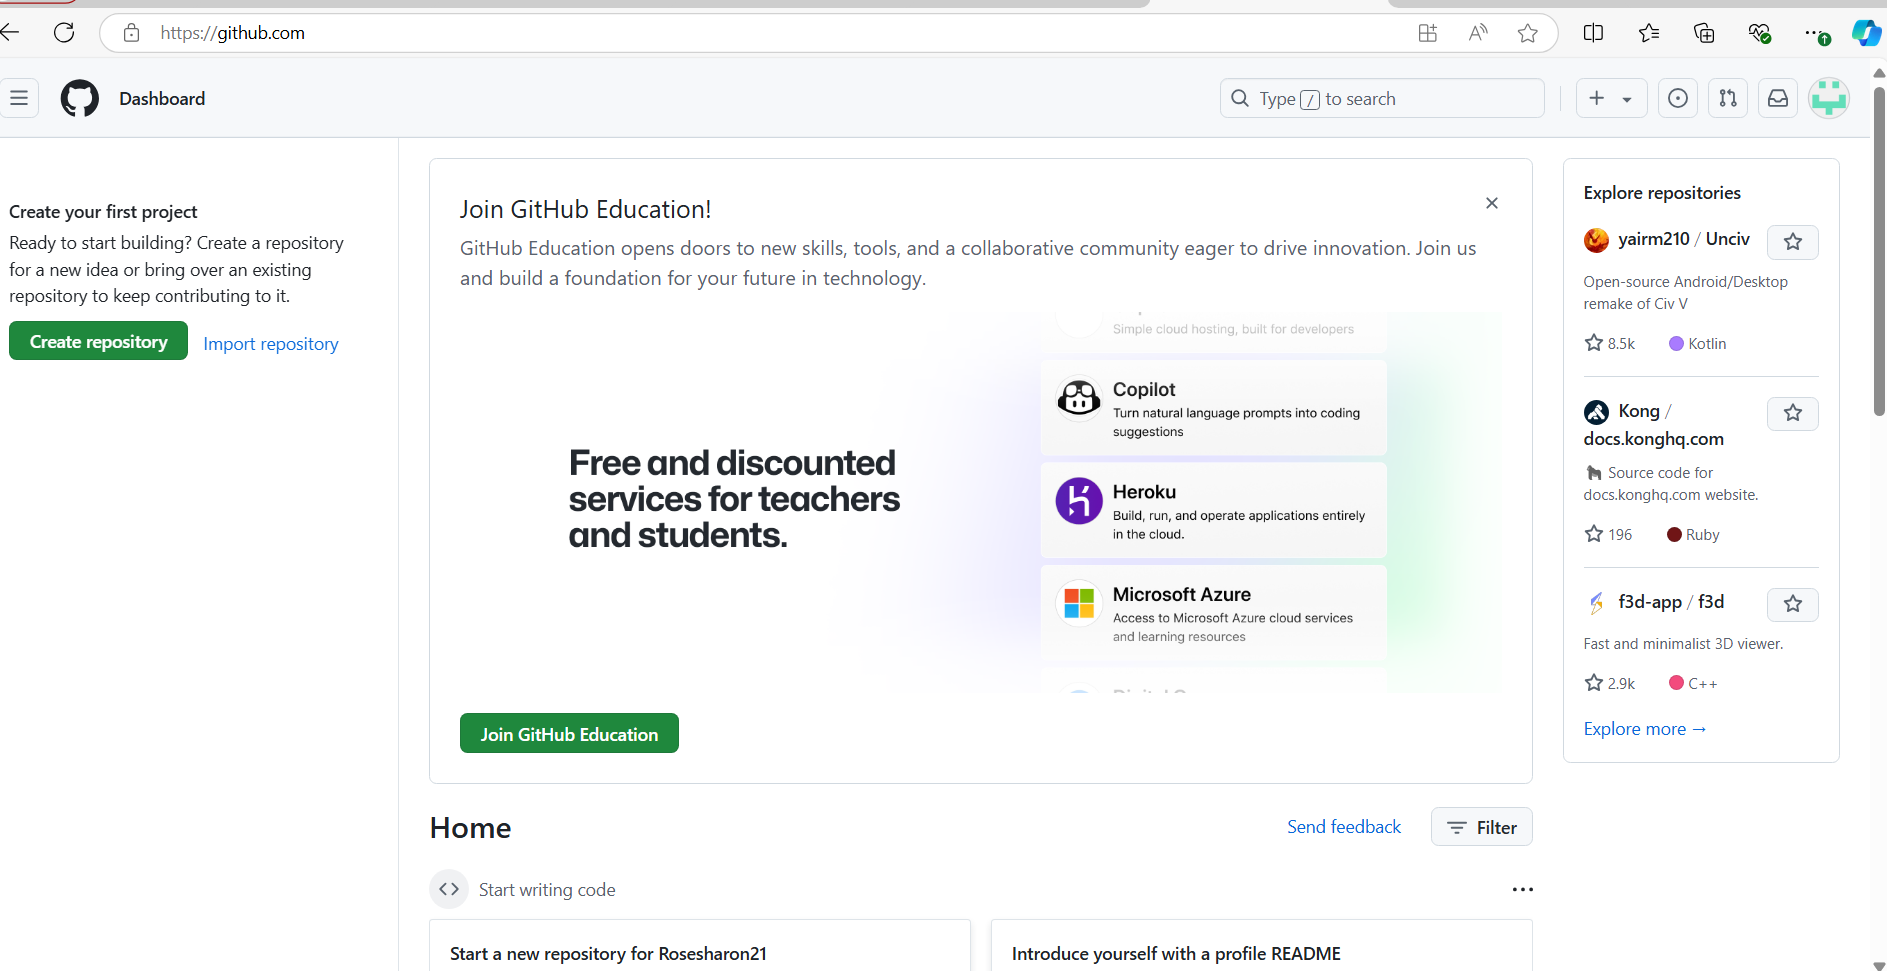 https://github.com
Dashboard
Type / to search
Create your first project
Ready to start building? Create a repository
for a new idea or bring over an existing
repository to keep contributing to it.
Create repository
Import repository
Join GitHub Education!
GitHub Education opens doors to new skills, tools, and a collaborative community eager to drive innovation. Join us
and build a foundation for your future in technology.
Free and discounted
services for teachers
and students.
Simple cloud hosting, built for developers
Copilot
Turn natural language prompts into coding
suggestions
Heroku
Build, run, and operate applications entirely
in the cloud.
Microsoft Azure
Access to Microsoft Azure cloud services
and learning resources
Join GitHub Education
Home
Send feedback
Filter
Start writing code
Start a new repository for Rosesharon21
Introduce yourself with a profile README
Explore repositories
yairm210 / Unciv
Open-source Android/Desktop
remake of Civ V
8.5k
Kotlin
Kong /
docs.konghq.com
Source code for
docs.konghq.com website.
196
Ruby
f3d-app / f3d
Fast and minimalist 3D viewer.
2.9k
C++
Explore more →